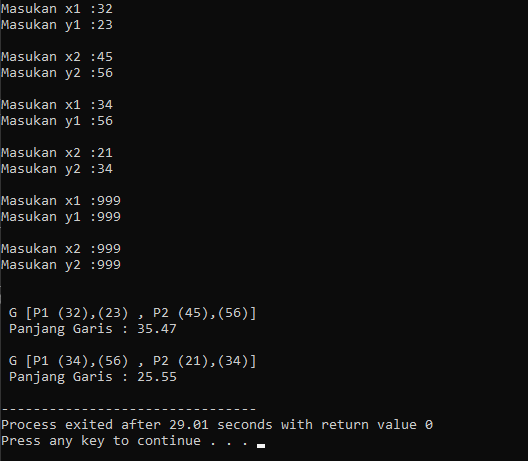 Masukan x1 :32
Masukan y1 :23
Masukan x2 :45
Masukan y2 :56
Masukan x1 :34
Masukan y1 :56
Masukan x2 :21
Masukan y2 :34
Masukan x1 :999
Masukan y1 :999
Masukan x2 :999
Masukan y2 :999
G [P1 (32),(23) , P2 (45),(56)]
Panjang Garis : 35.47
G [P1 (34),(56) , P2 (21),(34)]
Panjang Garis : 25.55
--------------------------------
Process exited after 29.01 seconds with return value 0
Press any key to continue . . .